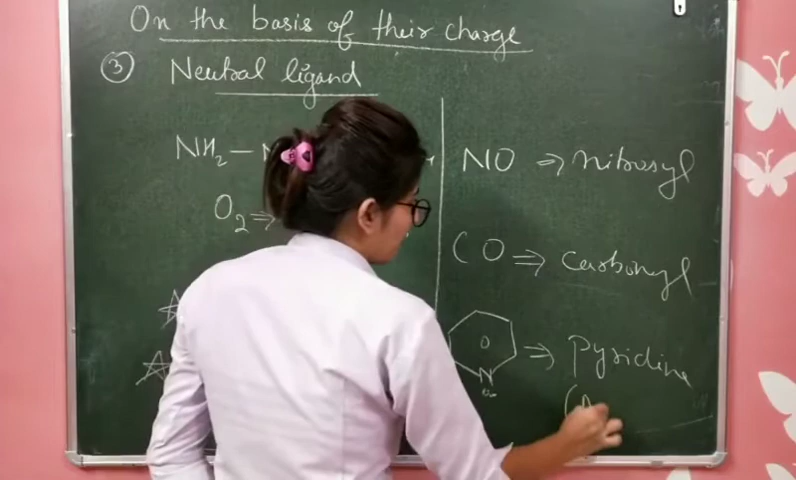 On the basis of their charge
③ Neutral ligand
NH₂ –
O₂ ⇒
NO ⇒ nitrosyl
CO ⇒ Carbonyl
N ⇒ Pyridine
(